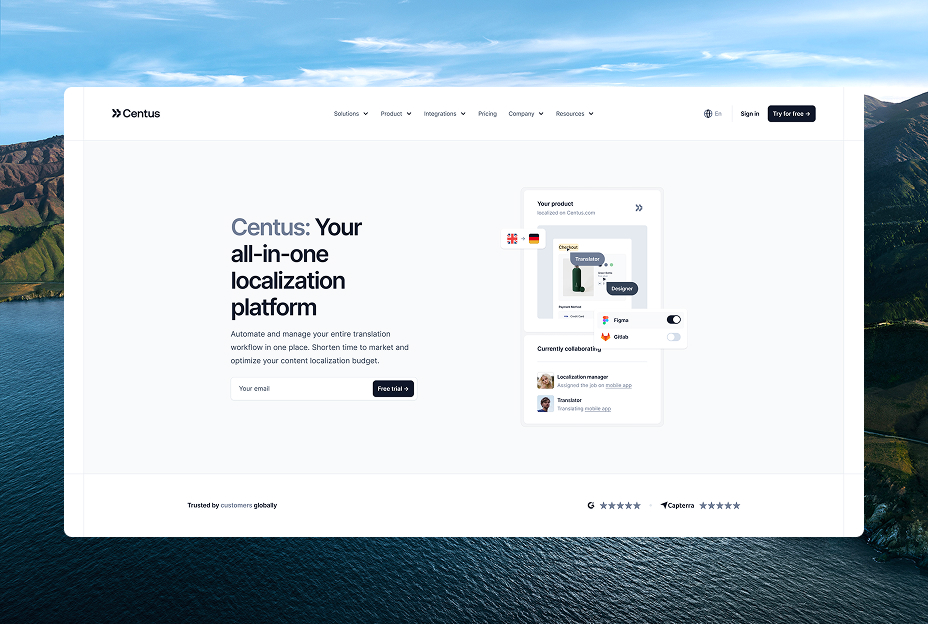 Centus
Solutions Product Integrations Pricing Company Resources
En
Sign in
Try for free →
Centus: Your
all-in-one
localization
platform
Automate and manage your entire translation
workflow in one place. Shorten time to market and
optimize your content localization budget.
Your email
Free trial →
Your product
localized on Centus.com
Checkout
Translator
Designer
Payment Method
Credit Card
Figma
Gitlab
Currently collaborating
Localization manager
Assigned the job on mobile app
Translator
Translating mobile app
Trusted by customers globally
Capterra